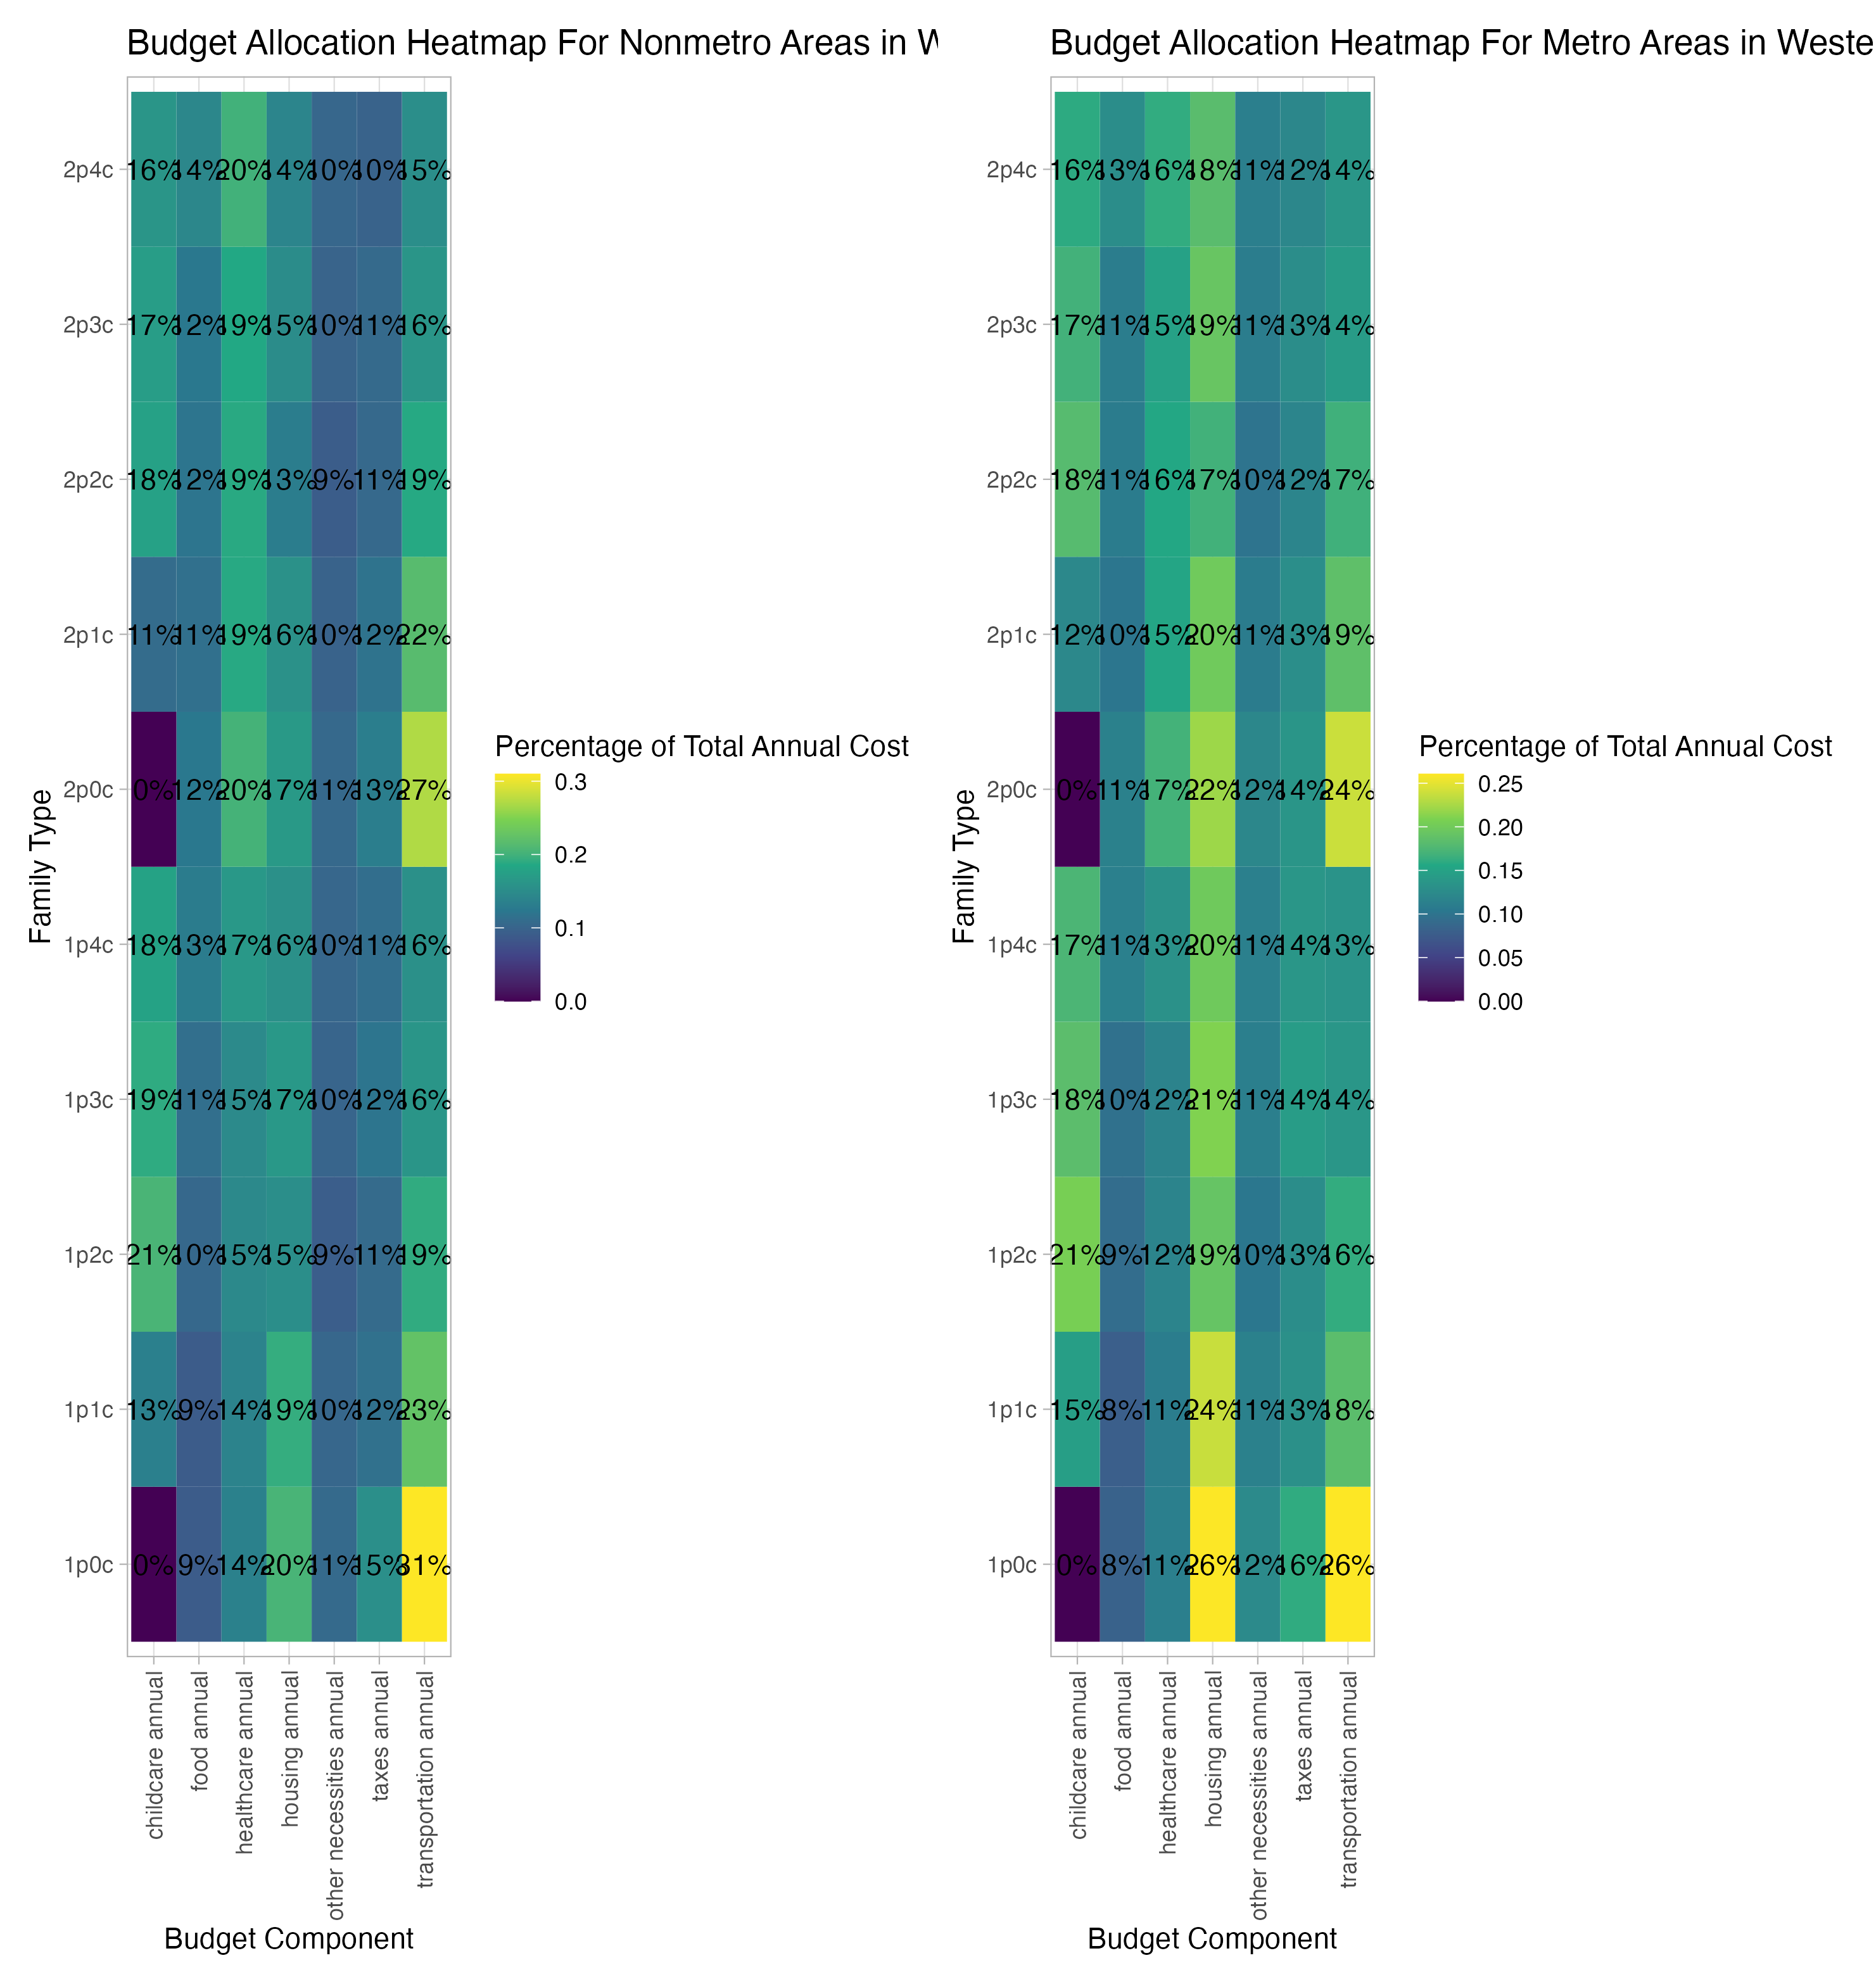 Budget Allocation Heatmap For Nonmetro Areas in
2p4c 16% 14% 20% 14% 10% 10% 15%
2p3c 17% 12% 19% 15% 10% 11% 16%
2p2c 18% 12% 19% 13% 9% 11% 19%
2p1c 11% 11% 19% 16% 10% 12% 22%
2p0c 0% 12% 20% 17% 11% 13% 27%
1p4c 18% 13% 17% 16% 10% 11% 16%
1p3c 19% 11% 15% 17% 10% 12% 16%
1p2c 21% 10% 15% 15% 9% 11% 19%
1p1c 13% 9% 14% 19% 10% 12% 23%
1p0c 0% 9% 14% 20% 11% 15% 31%
Family Type
childcare annual
food annual
healthcare annual
housing annual
other necessities annual
taxes annual
transportation annual
Budget Component
Percentage of Total Annual Cost
0.3
0.2
0.1
0.0
Budget Allocation Heatmap For Metro Areas in Weste
2p4c 16% 13% 16% 18% 11% 12% 14%
2p3c 17% 11% 15% 19% 11% 13% 14%
2p2c 18% 11% 16% 17% 10% 12% 17%
2p1c 12% 10% 15% 20% 11% 13% 19%
2p0c 0% 11% 17% 22% 12% 14% 24%
1p4c 17% 11% 13% 20% 11% 14% 13%
1p3c 18% 10% 12% 21% 11% 14% 14%
1p2c 21% 9% 12% 19% 10% 13% 16%
1p1c 15% 8% 11% 24% 11% 13% 18%
1p0c 0% 8% 11% 26% 12% 16% 26%
Family Type
childcare annual
food annual
healthcare annual
housing annual
other necessities annual
taxes annual
transportation annual
Budget Component
Percentage of Total Annual Cost
0.25
0.20
0.15
0.10
0.05
0.00